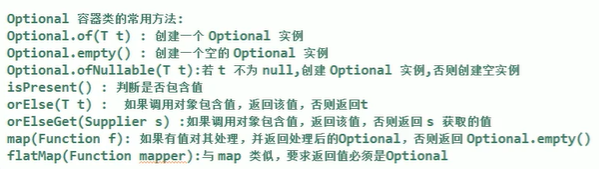 Optional 容器类的常用方法:
Optional.of(T t) : 创建一个 Optional 实例
Optional.empty() : 创建一个空的 Optional 实例
Optional.ofNullable(T t):若 t 不为 null,创建 Optional 实例,否则创建空实例
isPresent() : 判断是否包含值
orElse(T t) : 如果调用对象包含值，返回该值，否则返回t
orElseGet(Supplier s) :如果调用对象包含值，返回该值，否则返回 s 获取的值
map(Function f): 如果有值对其处理，并返回处理后的Optional，否则返回 Optional.empty()
flatMap(Function mapper):与 map 类似，要求返回值必须是Optional